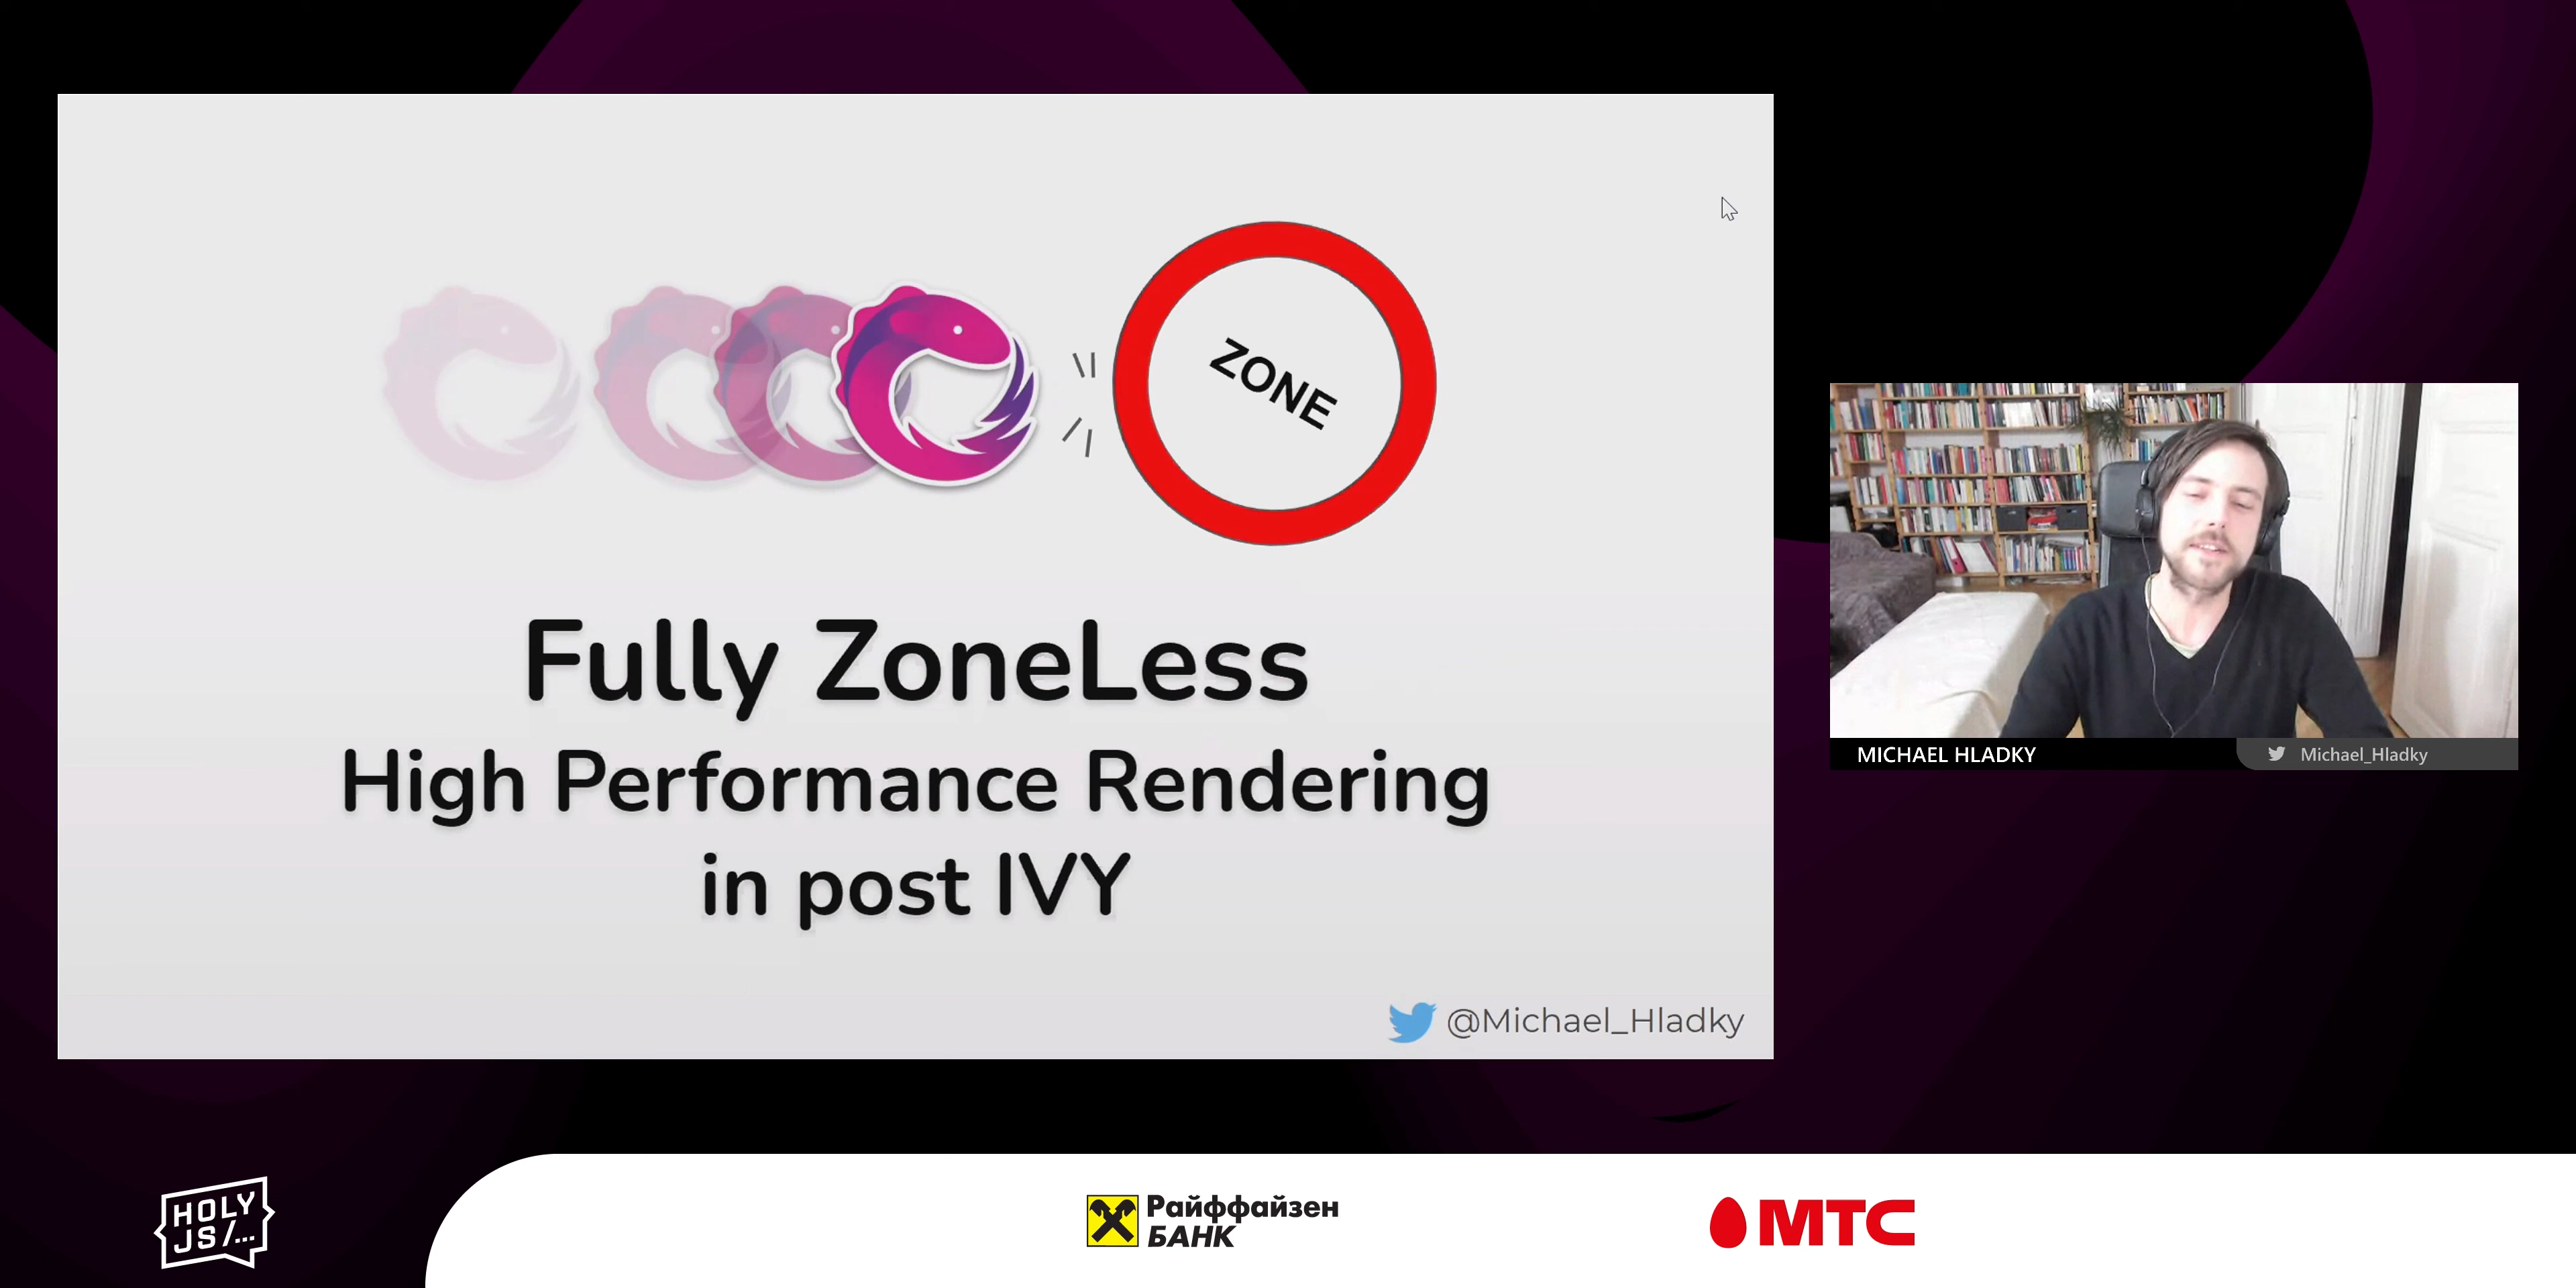 ZONE
Fully ZoneLess
High Performance Rendering
in post IVY
@Michael_Hladky
MICHAEL HLADKY
Michael_Hladky
HOLY
JS/...
Райффайзен
БАНК
МТС